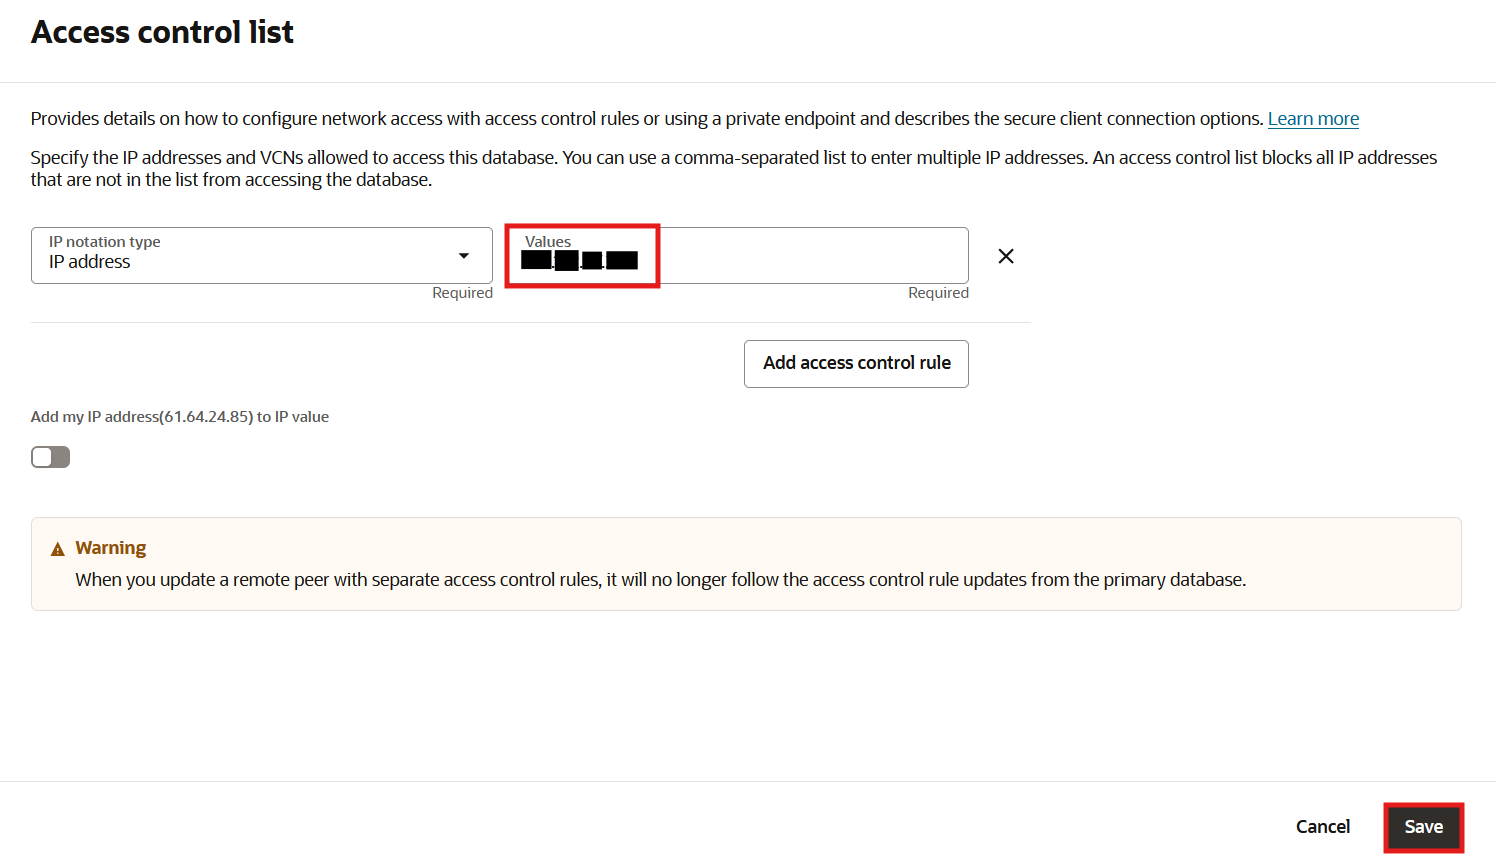 Access control list
Provides details on how to configure network access with access control rules or using a private endpoint and describes the secure client connection options. Learn more
Specify the IP addresses and VCNs allowed to access this database. You can use a comma-separated list to enter multiple IP addresses. An access control list blocks all IP addresses
that are not in the list from accessing the database.
IP notation type
IP address
Required
Values
Required
Add access control rule
Add my IP address(61.64.24.85) to IP value
Warning
When you update a remote peer with separate access control rules, it will no longer follow the access control rule updates from the primary database.
Cancel
Save